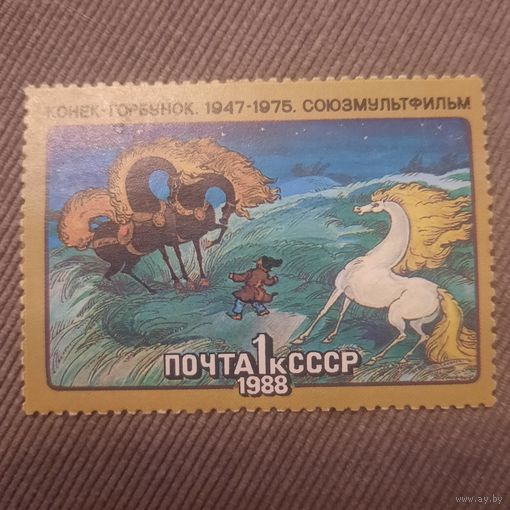 КОНЕК-ГОРБУНОК. 1947-1975. СОЮЗМУЛЬТФИЛЬМ
ПОЧТА 1К СССР
1988
www.ay.by